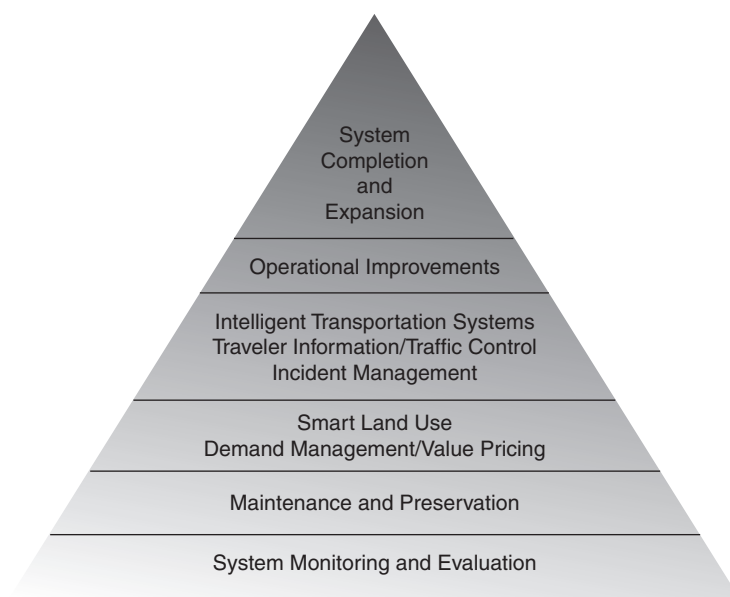 System
Completion
and
Expansion
Operational Improvements
Intelligent Transportation Systems
Traveler Information/Traffic Control
Incident Management
Smart Land Use
Demand Management/Value Pricing
Maintenance and Preservation
System Monitoring and Evaluation